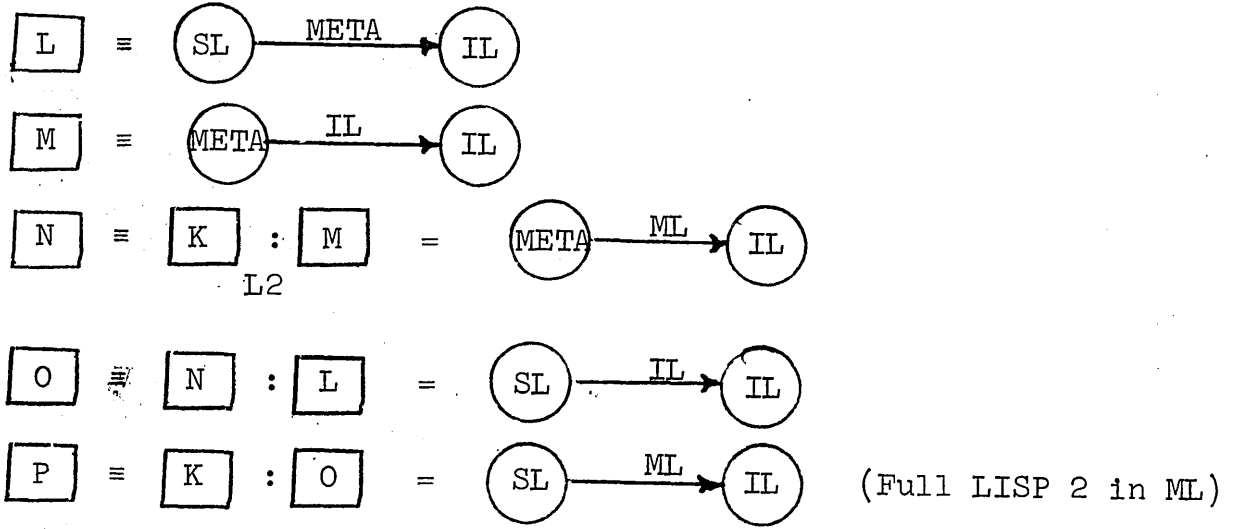 L ≡ SL META IL
M ≡ META IL IL
N ≡ K : M = META ML IL
L2
O ≡ N : L = SL IL IL
P ≡ K : O = SL ML IL (Full LISP 2 in ML)